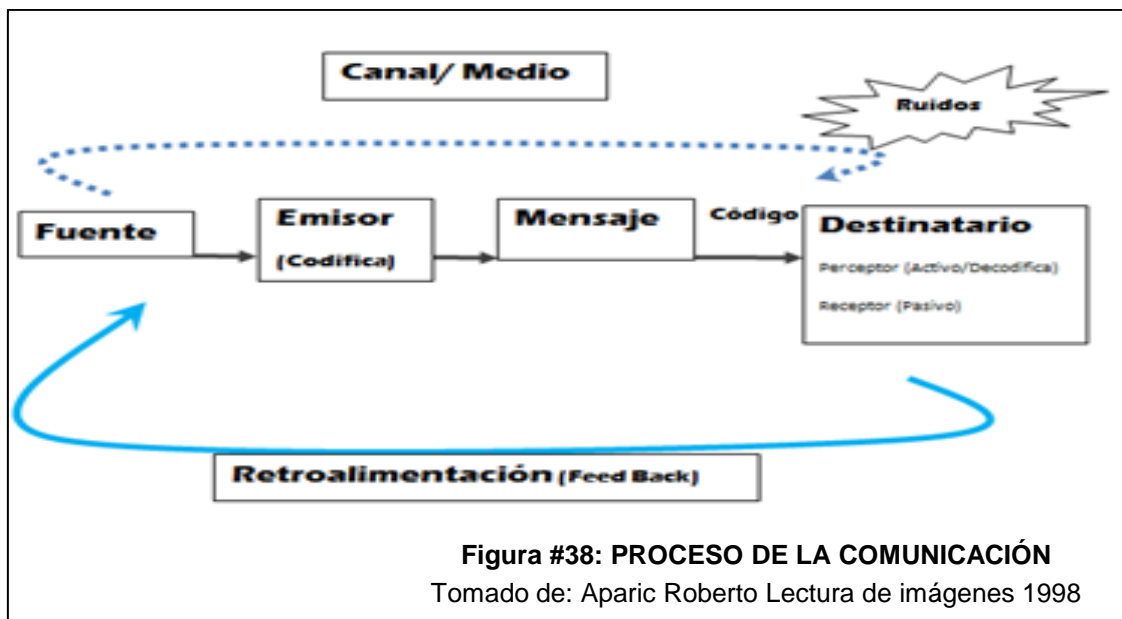 Canal/ Medio
Ruidos
Fuente
Emisor
(Codifica)
Mensaje
Código
Destinatario
Perceptor (Activo/Decodifica)
Receptor (Pasivo)
Retroalimentación (Feed Back)
Figura #38: PROCESO DE LA COMUNICACIÓN
Tomado de: Aparic Roberto Lectura de imágenes 1998